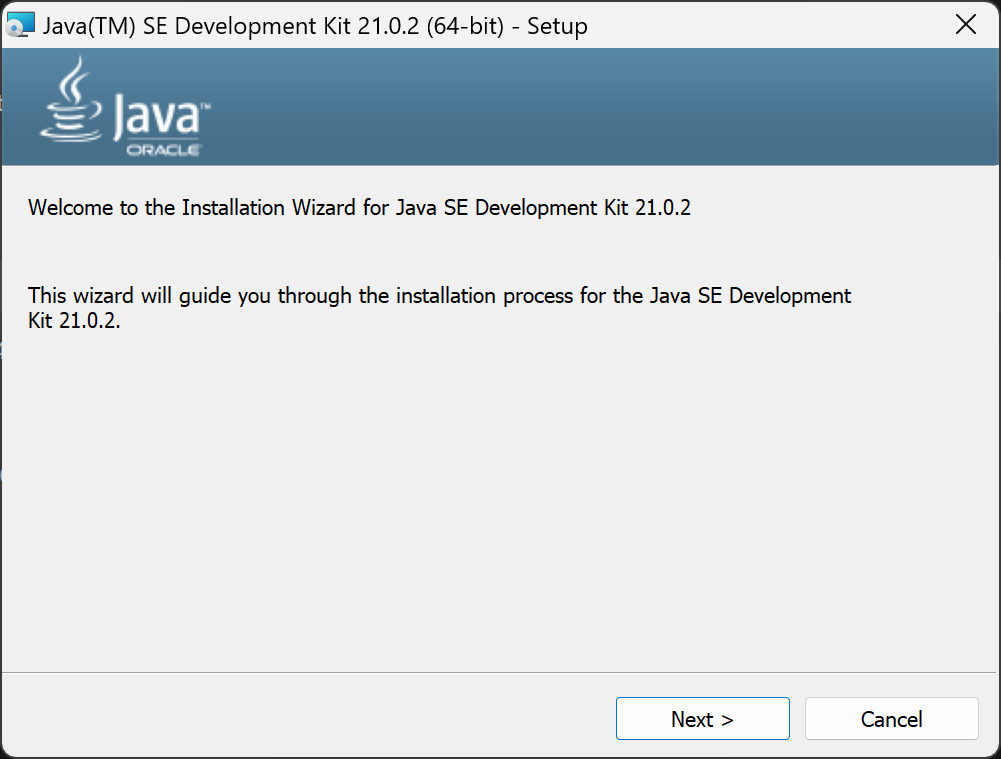 Java(TM) SE Development Kit 21.0.2 (64-bit) - Setup
Java™
ORACLE
Welcome to the Installation Wizard for Java SE Development Kit 21.0.2
This wizard will guide you through the installation process for the Java SE Development
Kit 21.0.2.
Next >
Cancel